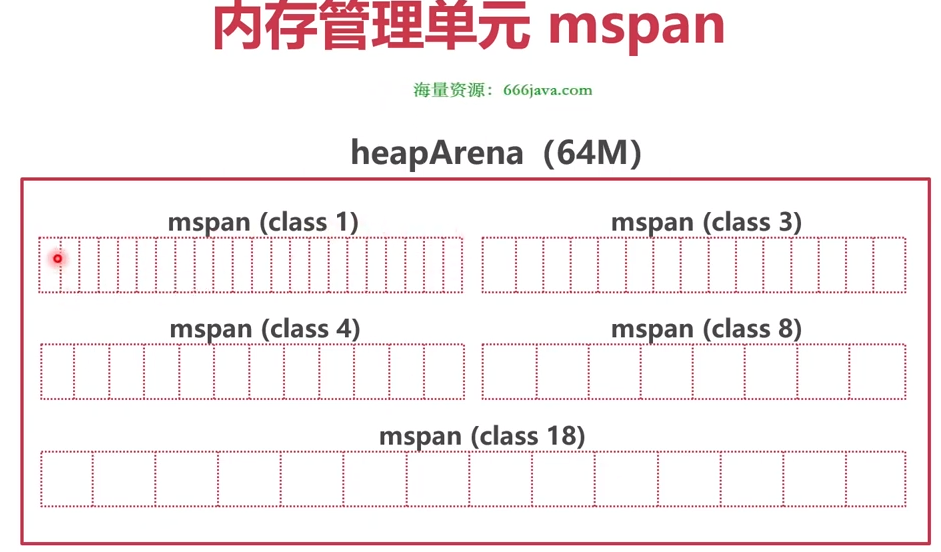 内存管理单元 mspan
海量资源：666java.com
heapArena（64M）
mspan (class 1)
mspan (class 3)
mspan (class 4)
mspan (class 8)
mspan (class 18)